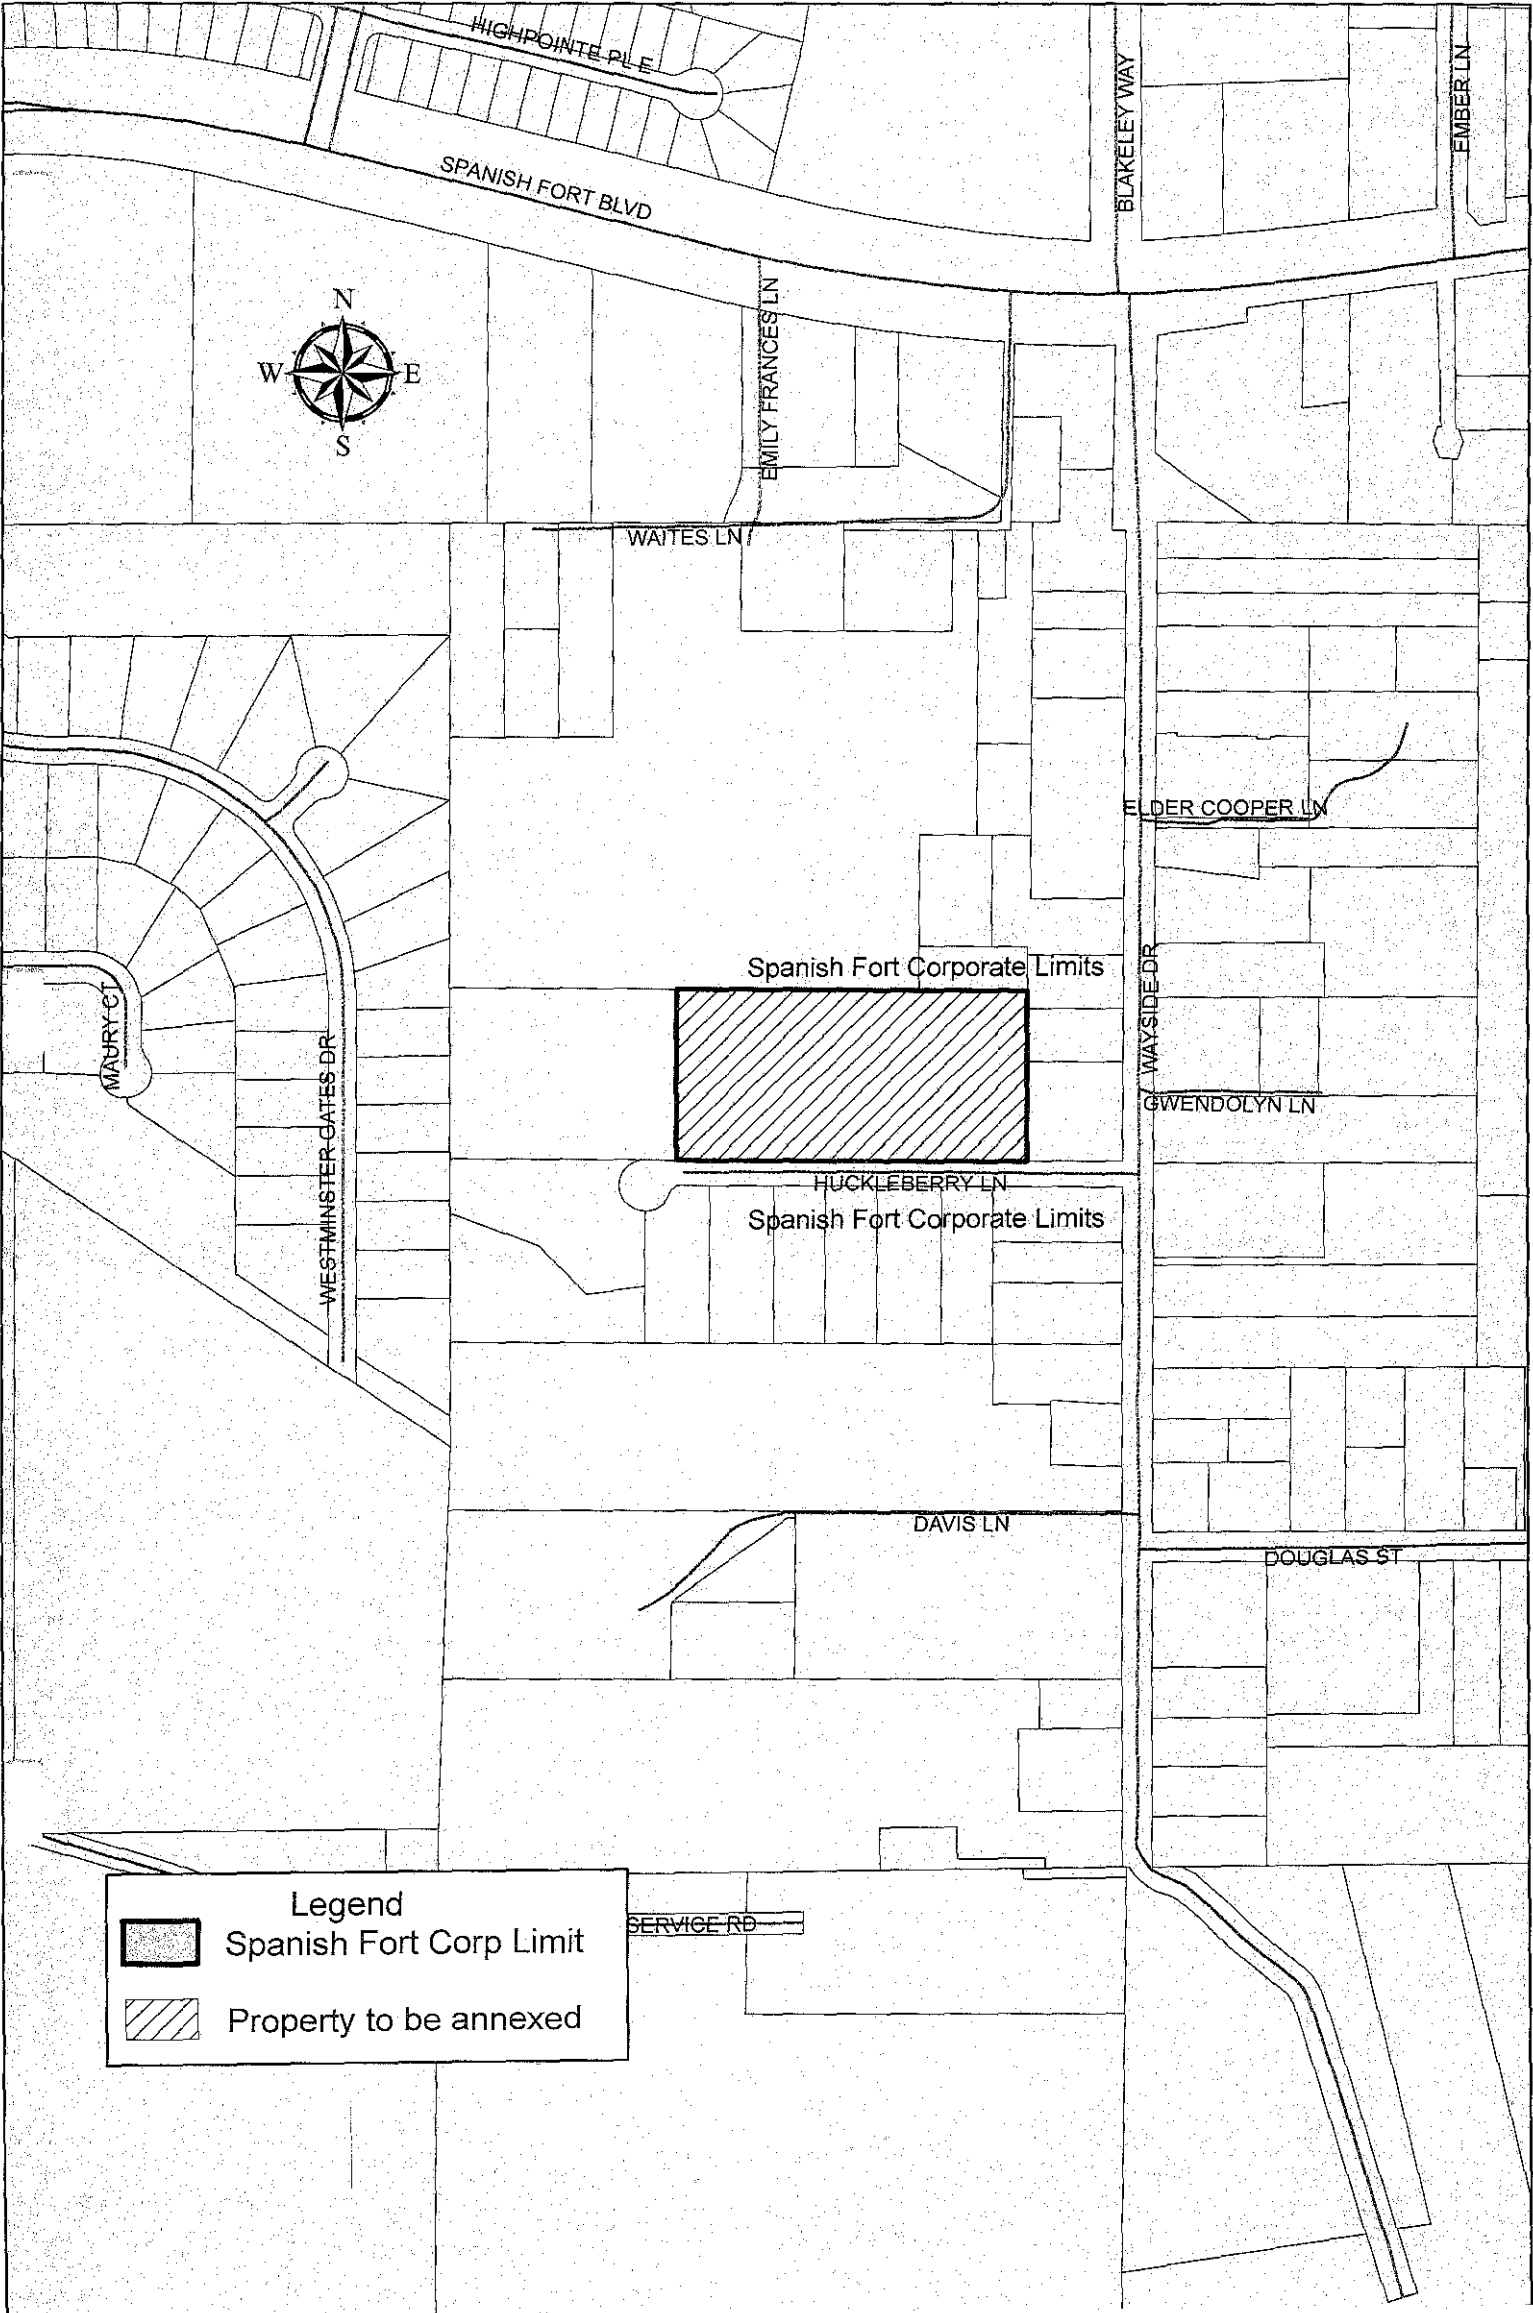 HIGHPOINTE PL E
BLAKELEY WAY
EMBER LN
SPANISH FORT BLVD
N
W
E
S
EMILY FRANCES LN
WAITES LN
ELDER COOPER LN
Spanish Fort Corporate Limits
WAYSIDE DR
MAURY CT
WESTMINSTER GATES DR
GWENDOLYN LN
HUCKLEBERRY LN
Spanish Fort Corporate Limits
DAVIS LN
DOUGLAS ST
Legend
Spanish Fort Corp Limit
Property to be annexed
SERVICE RD